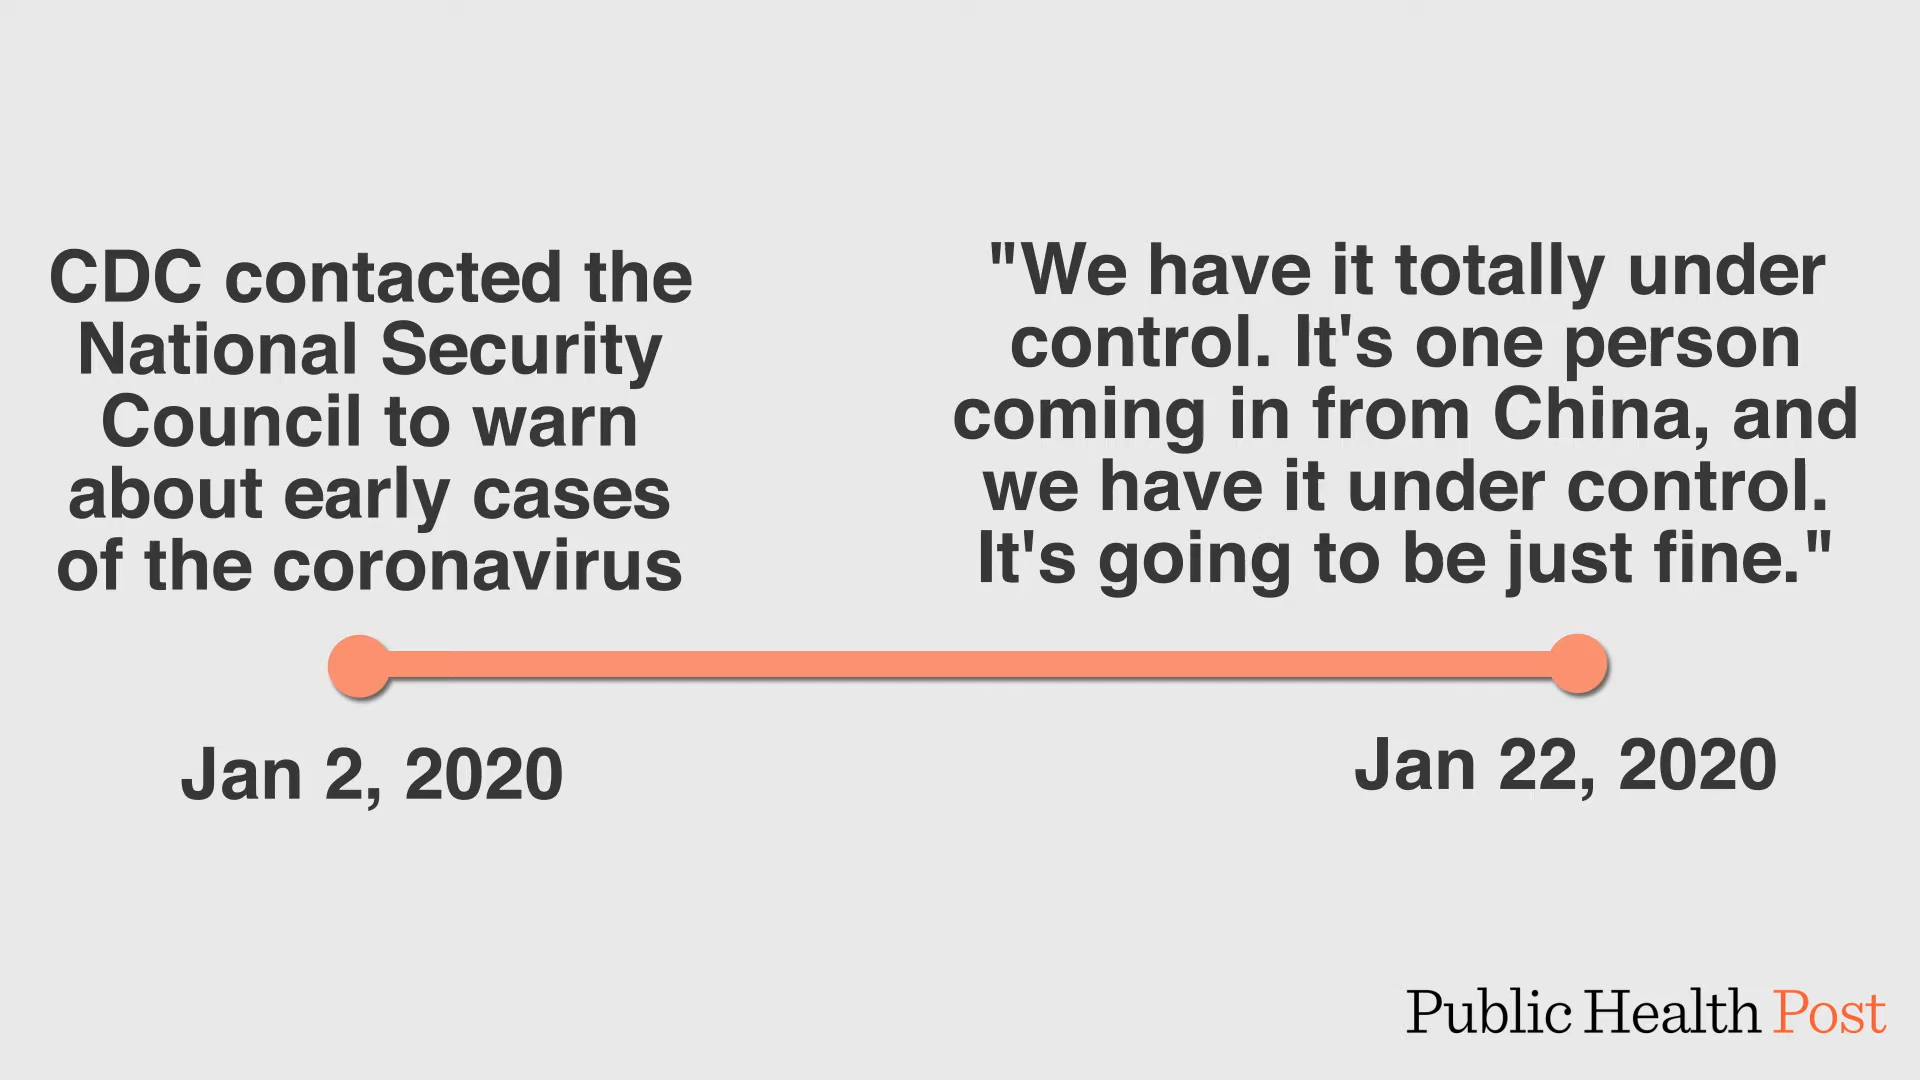 CDC contacted the
National Security
Council to warn
about early cases
of the coronavirus
"We have it totally under
control. It's one person
coming in from China, and
we have it under control.
It's going to be just fine."
Jan 2, 2020
Jan 22, 2020
Public Health Post